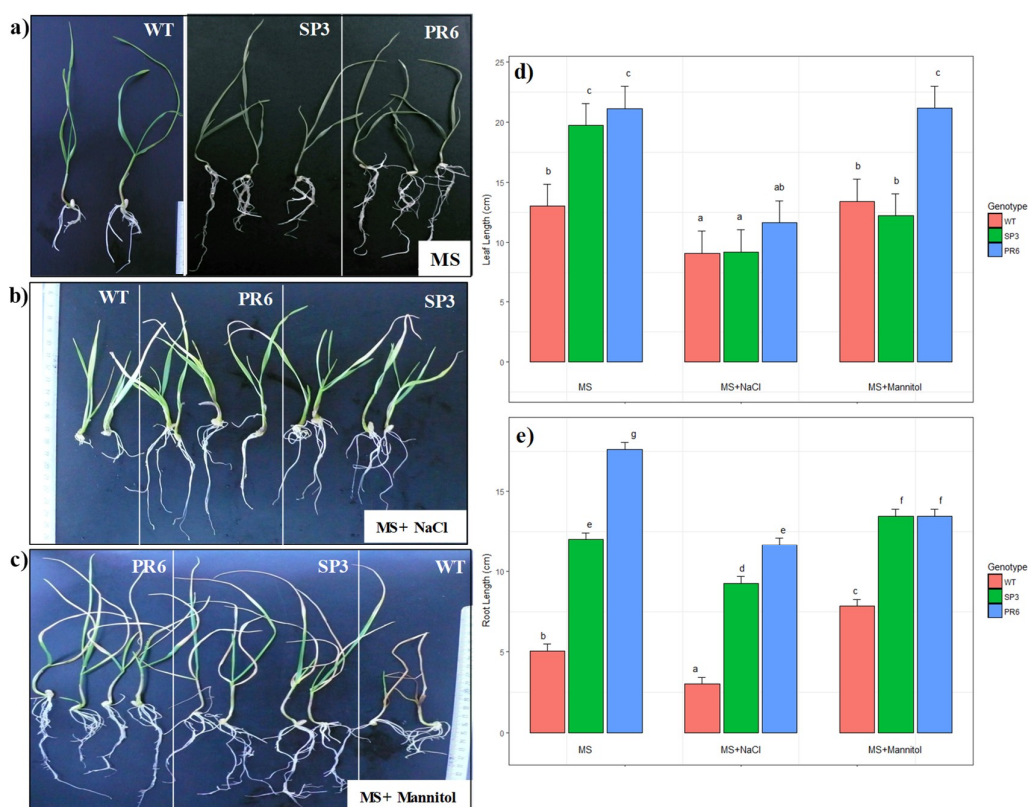 a)
WT
SP3
PR6
MS
b)
WT
PR6
SP3
MS+ NaCl
c)
PR6
SP3
WT
MS+ Mannitol
d)
Leaf Length (cm)
25
20
15
10
5
0
b
c
c
a
a
ab
b
b
c
MS
MS+NaCl
MS+Mannitol
Genotype
WT
SP3
PR6
e)
Root Length (cm)
15
10
5
0
b
e
g
a
d
e
c
f
f
MS
MS+NaCl
MS+Mannitol
Genotype
WT
SP3
PR6